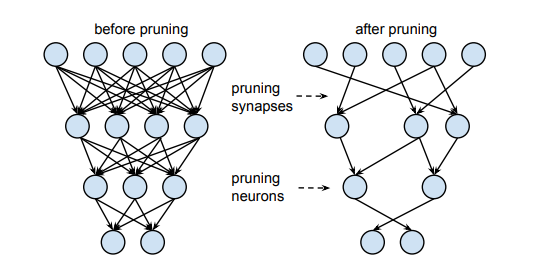 before pruning
after pruning
pruning
synapses
pruning
neurons